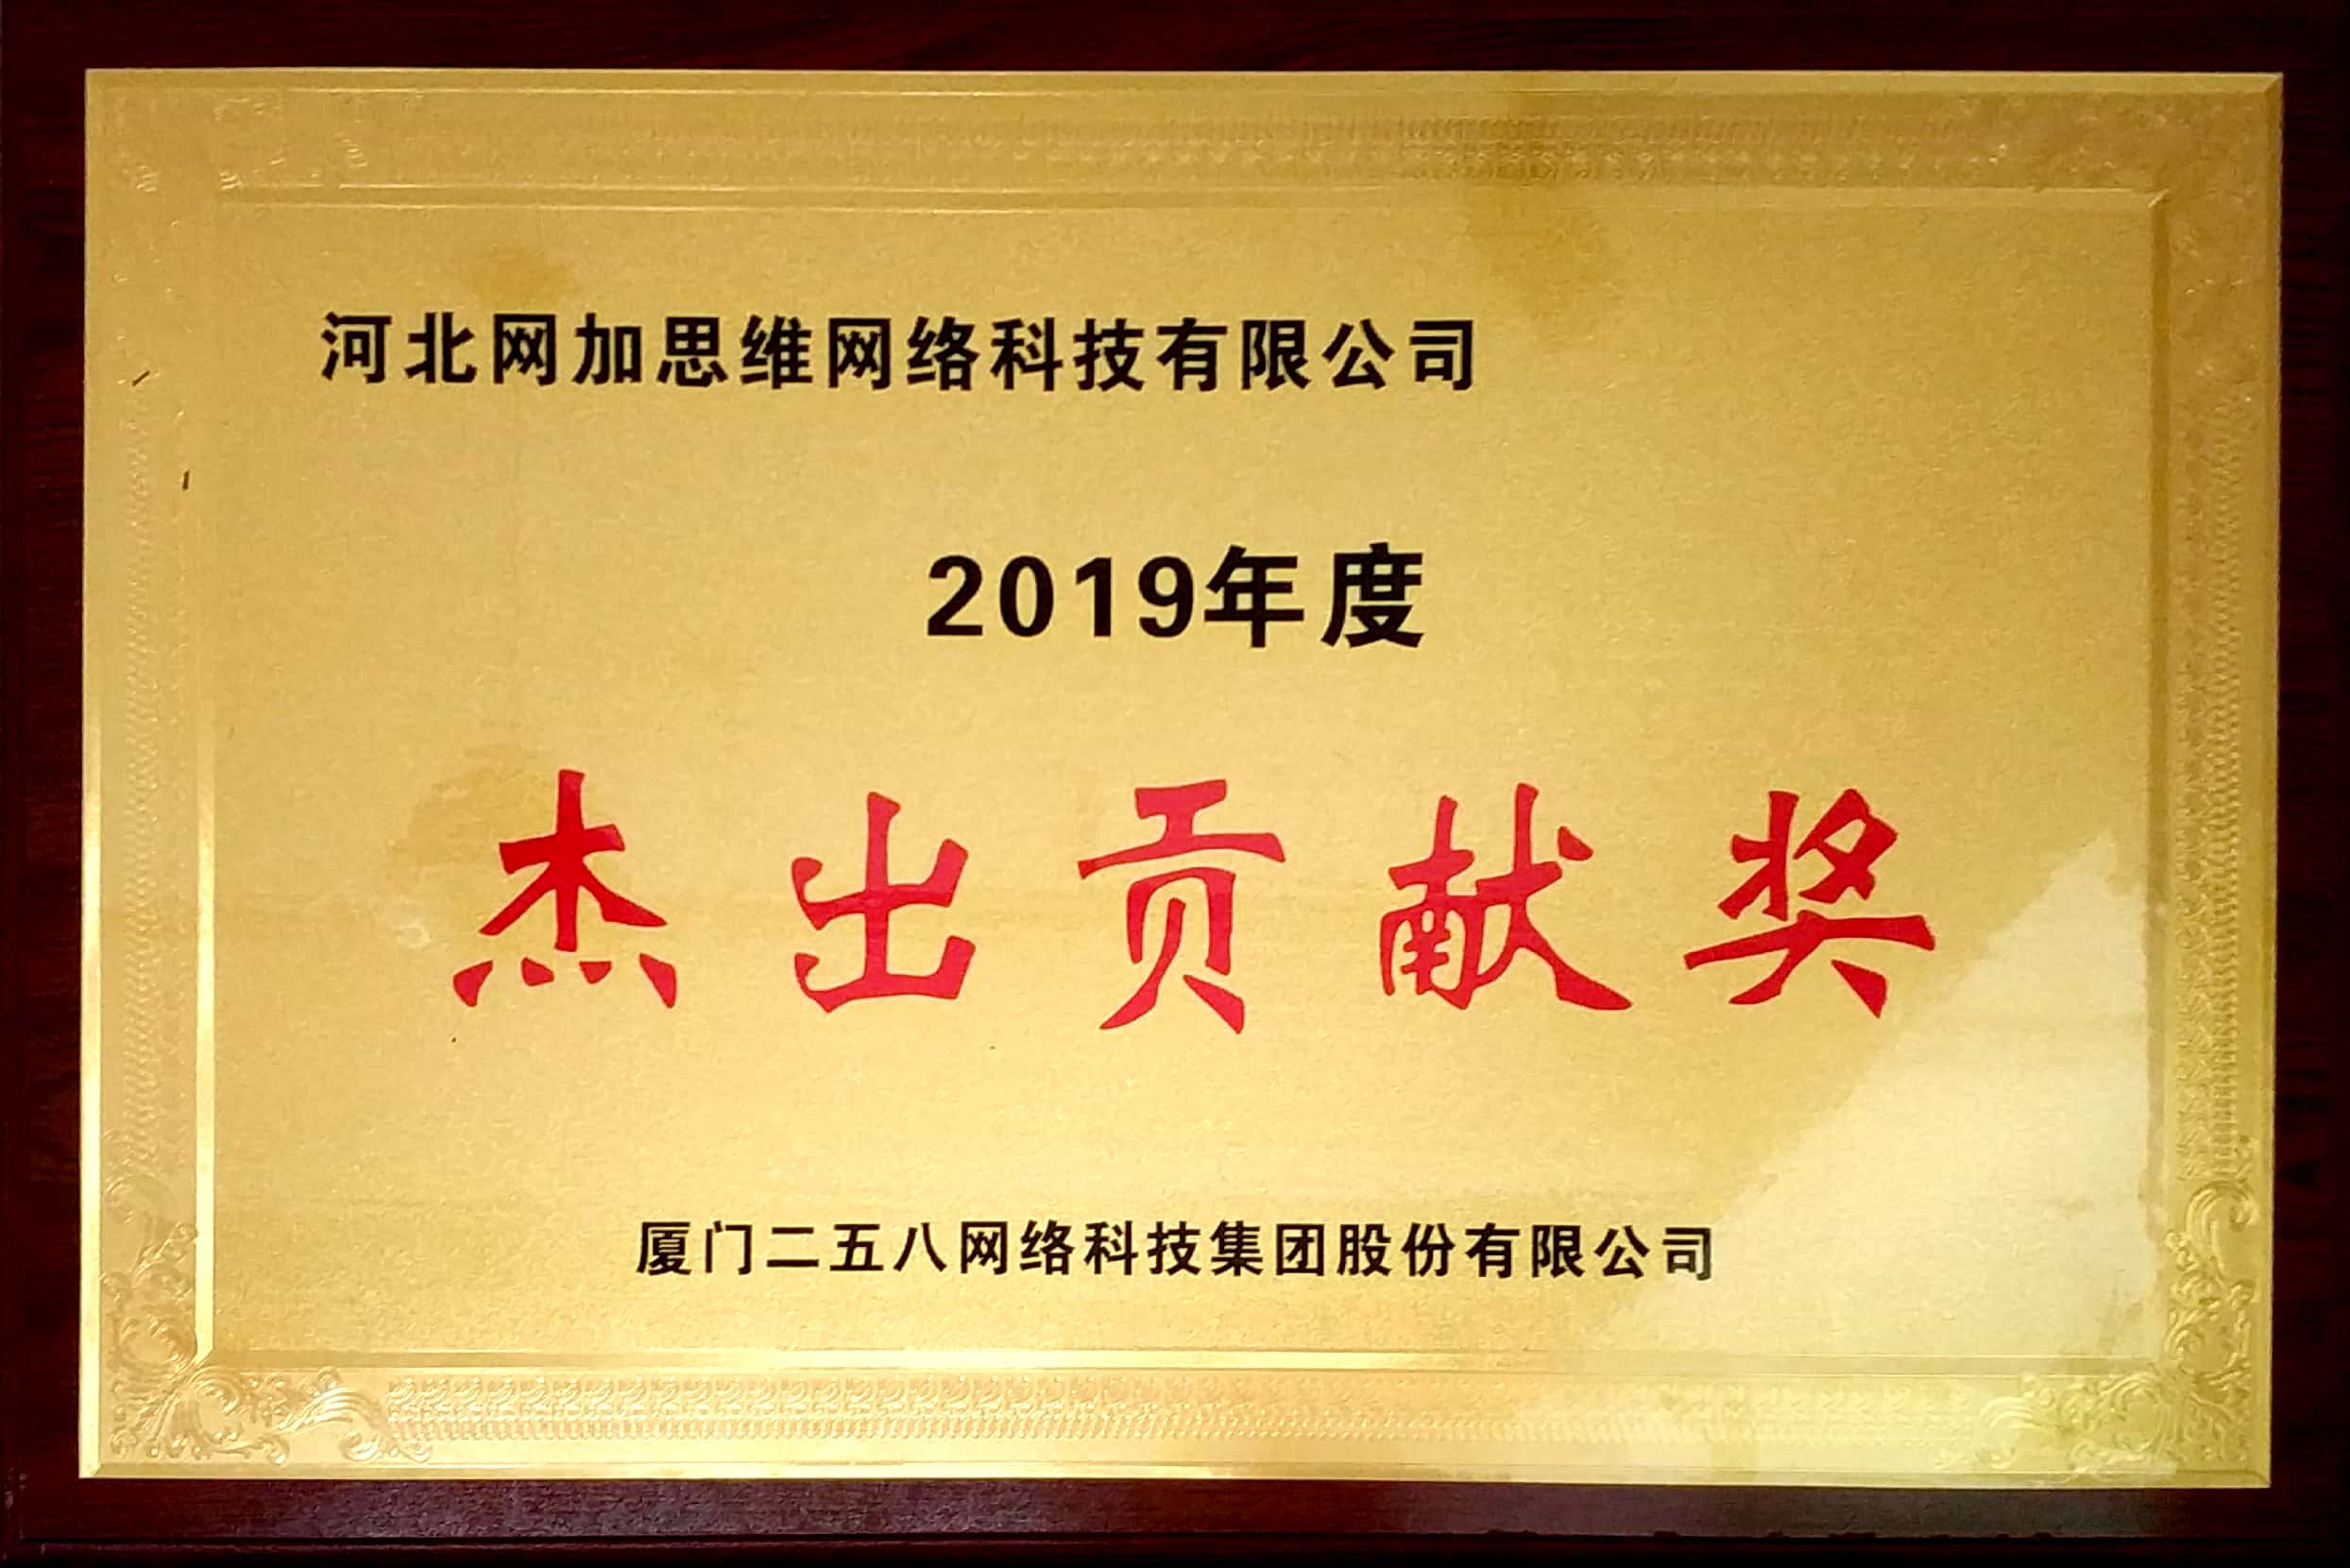 河北网加思维网络科技有限公司
2019年度
杰出贡献奖
厦门二五八网络科技集团股份有限公司